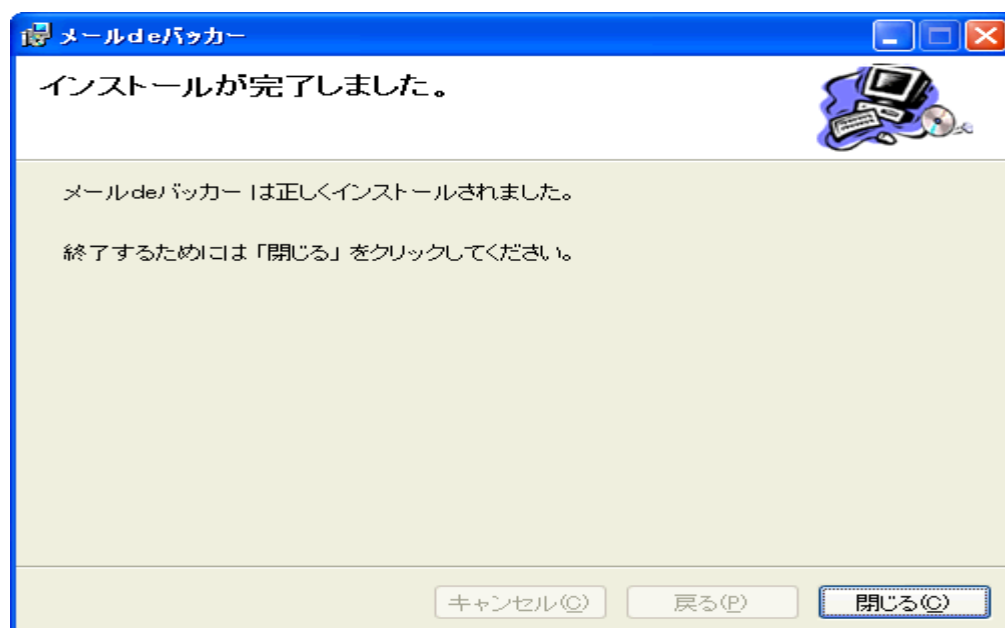 メールdeバッカー
インストールが完了しました。
メールdeバッカー は正しくインストールされました。
終了するためには「閉じる」をクリックしてください。
キャンセル(C) 戻る(P) 閉じる(C)